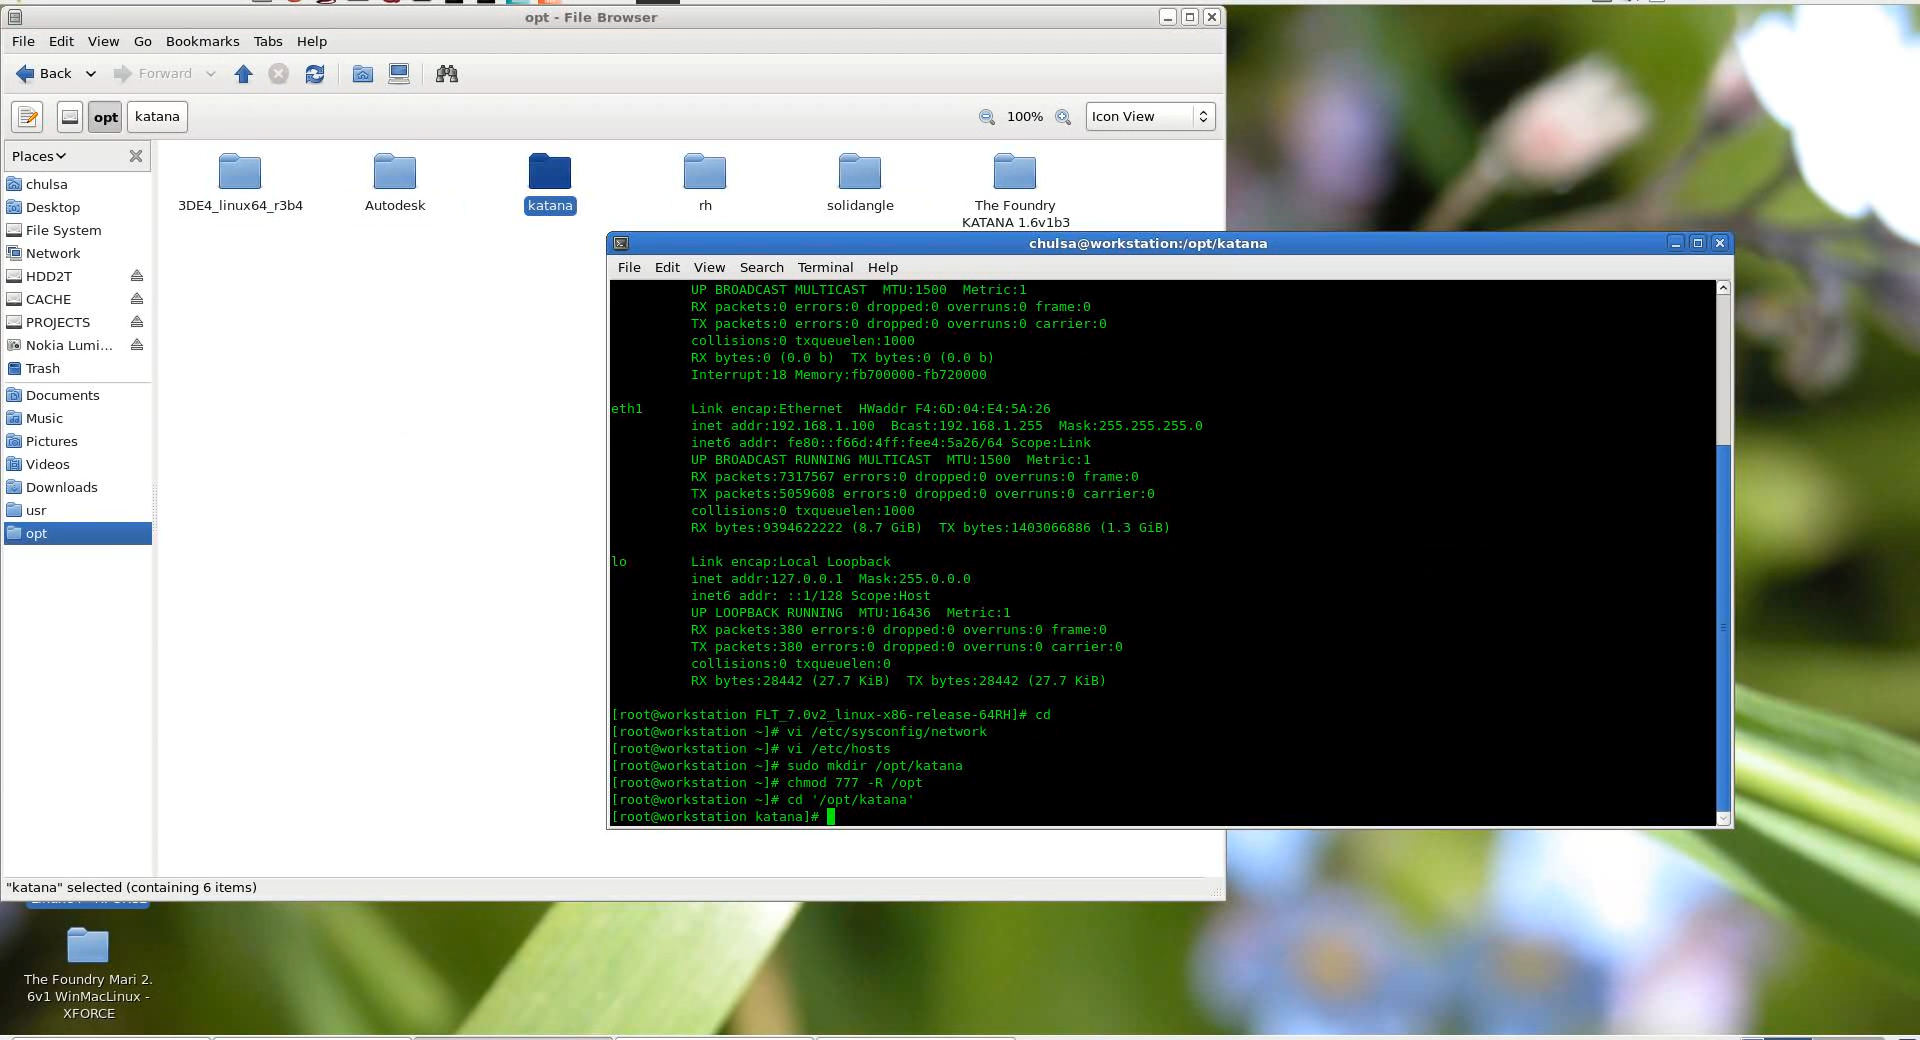 opt - File Browser
File Edit View Go Bookmarks Tabs Help
Back Forward
opt katana 100% Icon View
Places
chulsa
Desktop
File System
Network
HDD2T
CACHE
PROJECTS
Nokia Lumi...
Trash
Documents
Music
Pictures
Videos
Downloads
usr
opt
3DE4_linux64_r3b4 Autodesk katana rh solidangle The Foundry
KATANA 1.6v1b3
"katana" selected (containing 6 items)
chulsa@workstation:/opt/katana
File Edit View Search Terminal Help
UP BROADCAST MULTICAST  MTU:1500  Metric:1
RX packets:0 errors:0 dropped:0 overruns:0 frame:0
TX packets:0 errors:0 dropped:0 overruns:0 carrier:0
collisions:0 txqueuelen:1000
RX bytes:0 (0.0 b)  TX bytes:0 (0.0 b)
Interrupt:18 Memory:fb700000-fb720000
eth1      Link encap:Ethernet  HWaddr F4:6D:04:E4:5A:26
inet addr:192.168.1.100  Bcast:192.168.1.255  Mask:255.255.255.0
inet6 addr: fe80::f66d:4ff:fee4:5a26/64 Scope:Link
UP BROADCAST RUNNING MULTICAST  MTU:1500  Metric:1
RX packets:7317567 errors:0 dropped:0 overruns:0 frame:0
TX packets:5059608 errors:0 dropped:0 overruns:0 carrier:0
collisions:0 txqueuelen:1000
RX bytes:9394622222 (8.7 GiB)  TX bytes:1403066886 (1.3 GiB)
lo        Link encap:Local Loopback
inet addr:127.0.0.1  Mask:255.0.0.0
inet6 addr: ::1/128 Scope:Host
UP LOOPBACK RUNNING  MTU:16436  Metric:1
RX packets:380 errors:0 dropped:0 overruns:0 frame:0
TX packets:380 errors:0 dropped:0 overruns:0 carrier:0
collisions:0 txqueuelen:0
RX bytes:28442 (27.7 KiB)  TX bytes:28442 (27.7 KiB)
[root@workstation FLT_7.0v2_linux-x86-release-64RH]# cd
[root@workstation ~]# vi /etc/sysconfig/network
[root@workstation ~]# vi /etc/hosts
[root@workstation ~]# sudo mkdir /opt/katana
[root@workstation ~]# chmod 777 -R /opt
[root@workstation ~]# cd '/opt/katana'
[root@workstation katana]#
The Foundry Mari 2.
6v1 WinMacLinux -
XFORCE